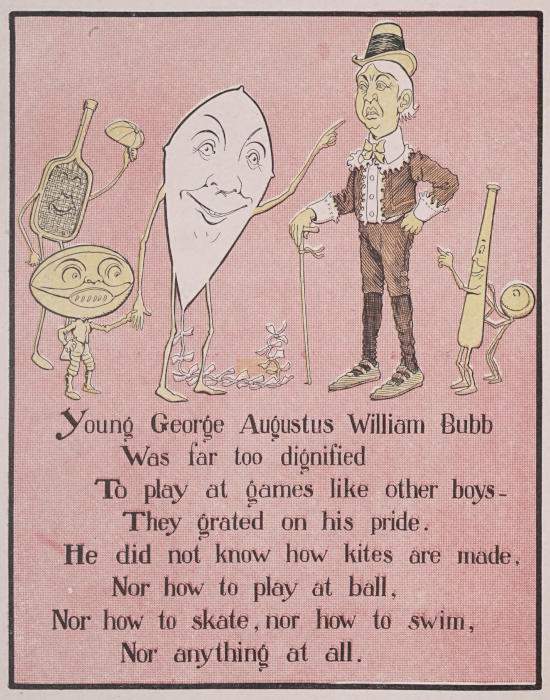 Young George Augustus William Bubb
Was far too dignified
To play at games like other boys-
They grated on his pride.
He did not know how kites are made,
Nor how to play at ball,
Nor how to skate, nor how to swim,
Nor anything at all.